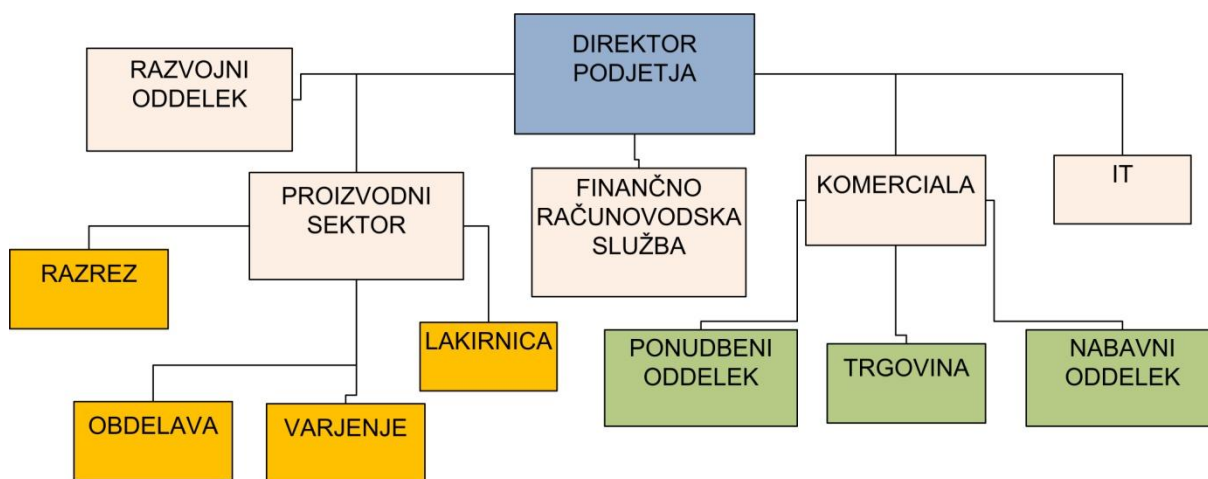 DIREKTOR
PODJETJA
RAZVOJNI
ODDELEK
PROIZVODNI
SEKTOR
FINANČNO
RAČUNOVODSKA
SLUŽBA
KOMERCIALA
IT
RAZREZ
LAKIRNICA
OBDELAVA
VARJENJE
PONUDBENI
ODDELEK
TRGOVINA
NABAVNI
ODDELEK